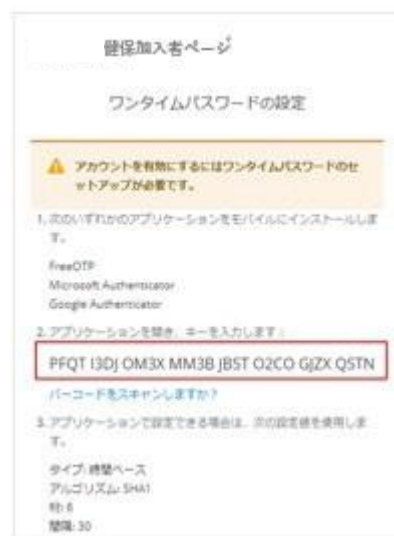 健保加入者ページ
ワンタイムパスワードの設定
アカウントを有効にするにはワンタイムパスワードのセ
ットアップが必要です。
1. 次のいずれかのアプリケーションをモバイルにインストールしま
す。
FreeOTP
Microsoft Authenticator
Google Authenticator
2. アプリケーションを開き、キーを入力します：
PFQT I3DJ OM3X MM3B JBST O2CO GJZX QSTN
バーコードをスキャンしますか？
3. アプリケーションで設定できる場合は、次の設定値を使用しま
す。
タイプ: 時間ベース
アルゴリズム: SHA1
間隔: 30